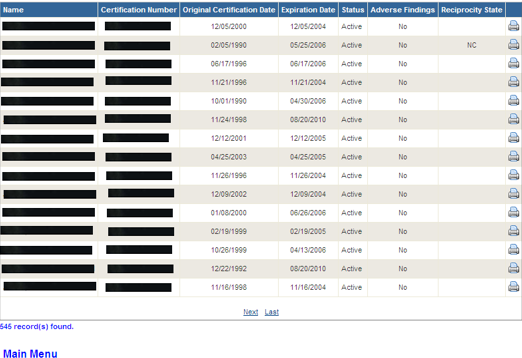 Name Certification Number Original Certification Date Expiration Date Status Adverse Findings Reciprocity State
12/05/2000 12/05/2004 Active No
02/05/1990 05/25/2006 Active No NC
06/17/1996 06/17/2006 Active No
11/21/1996 11/21/2004 Active No
10/01/1990 04/30/2006 Active No
11/24/1998 08/20/2010 Active No
12/12/2001 12/12/2005 Active No
04/25/2003 04/25/2005 Active No
11/26/1996 11/26/2004 Active No
12/09/2002 12/09/2004 Active No
01/08/2000 06/26/2006 Active No
02/19/1999 02/19/2005 Active No
10/26/1999 04/13/2006 Active No
12/22/1992 08/20/2010 Active No
11/16/1998 11/16/2004 Active No
Next Last
545 record(s) found.
Main Menu